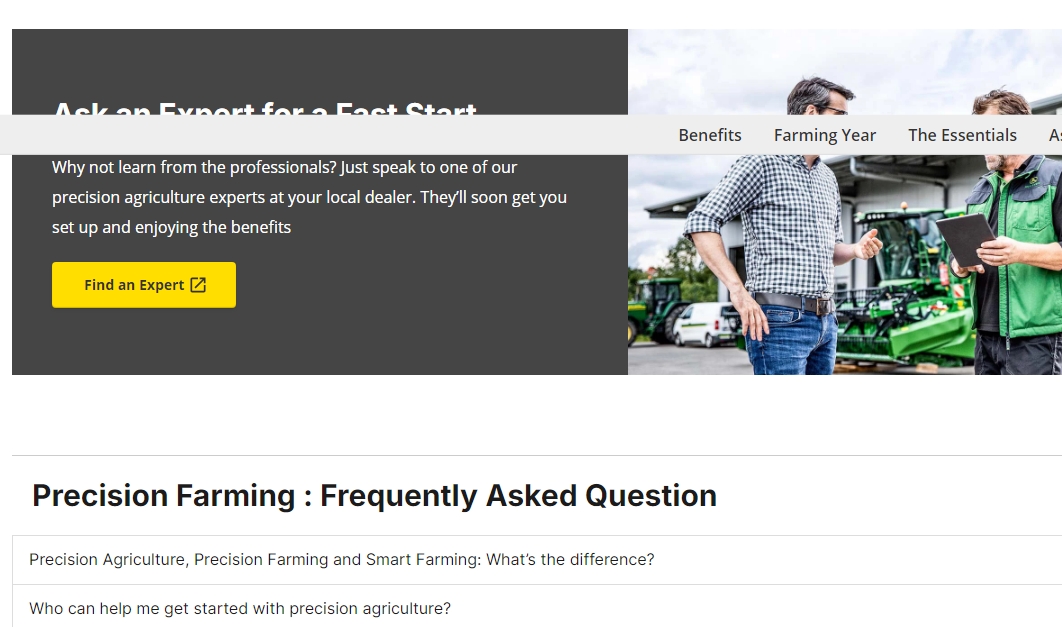 Ask an Expert for a Fast Start
Benefits Farming Year The Essentials
Why not learn from the professionals? Just speak to one of our
precision agriculture experts at your local dealer. They’ll soon get you
set up and enjoying the benefits
Find an Expert
Precision Farming : Frequently Asked Question
Precision Agriculture, Precision Farming and Smart Farming: What’s the difference?
Who can help me get started with precision agriculture?